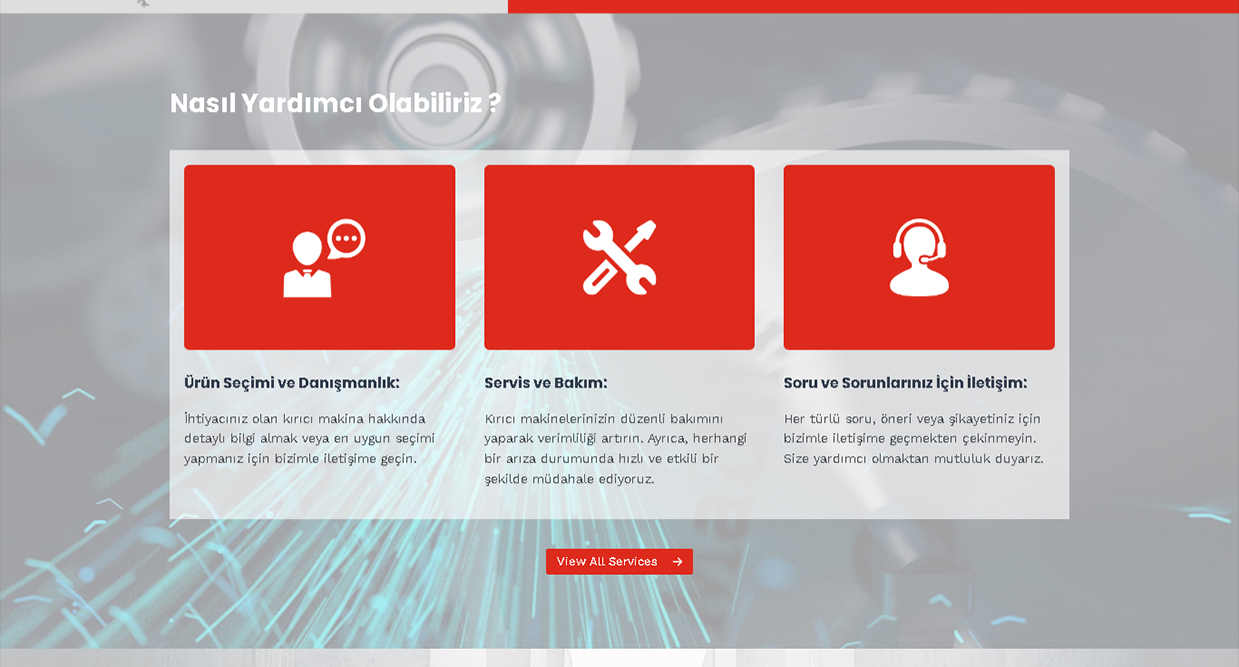 Nasıl Yardımcı Olabiliriz ?
Ürün Seçimi ve Danışmanlık:
İhtiyacınız olan kırıcı makina hakkında
detaylı bilgi almak veya en uygun seçimi
yapmanız için bizimle iletişime geçin.
Servis ve Bakım:
Kırıcı makinelerinizin düzenli bakımını
yaparak verimliliği artırın. Ayrıca, herhangi
bir arıza durumunda hızlı ve etkili bir
şekilde müdahale ediyoruz.
Soru ve Sorunlarınız İçin İletişim:
Her türlü soru, öneri veya şikayetiniz için
bizimle iletişime geçmekten çekinmeyin.
Size yardımcı olmaktan mutluluk duyarız.
View All Services